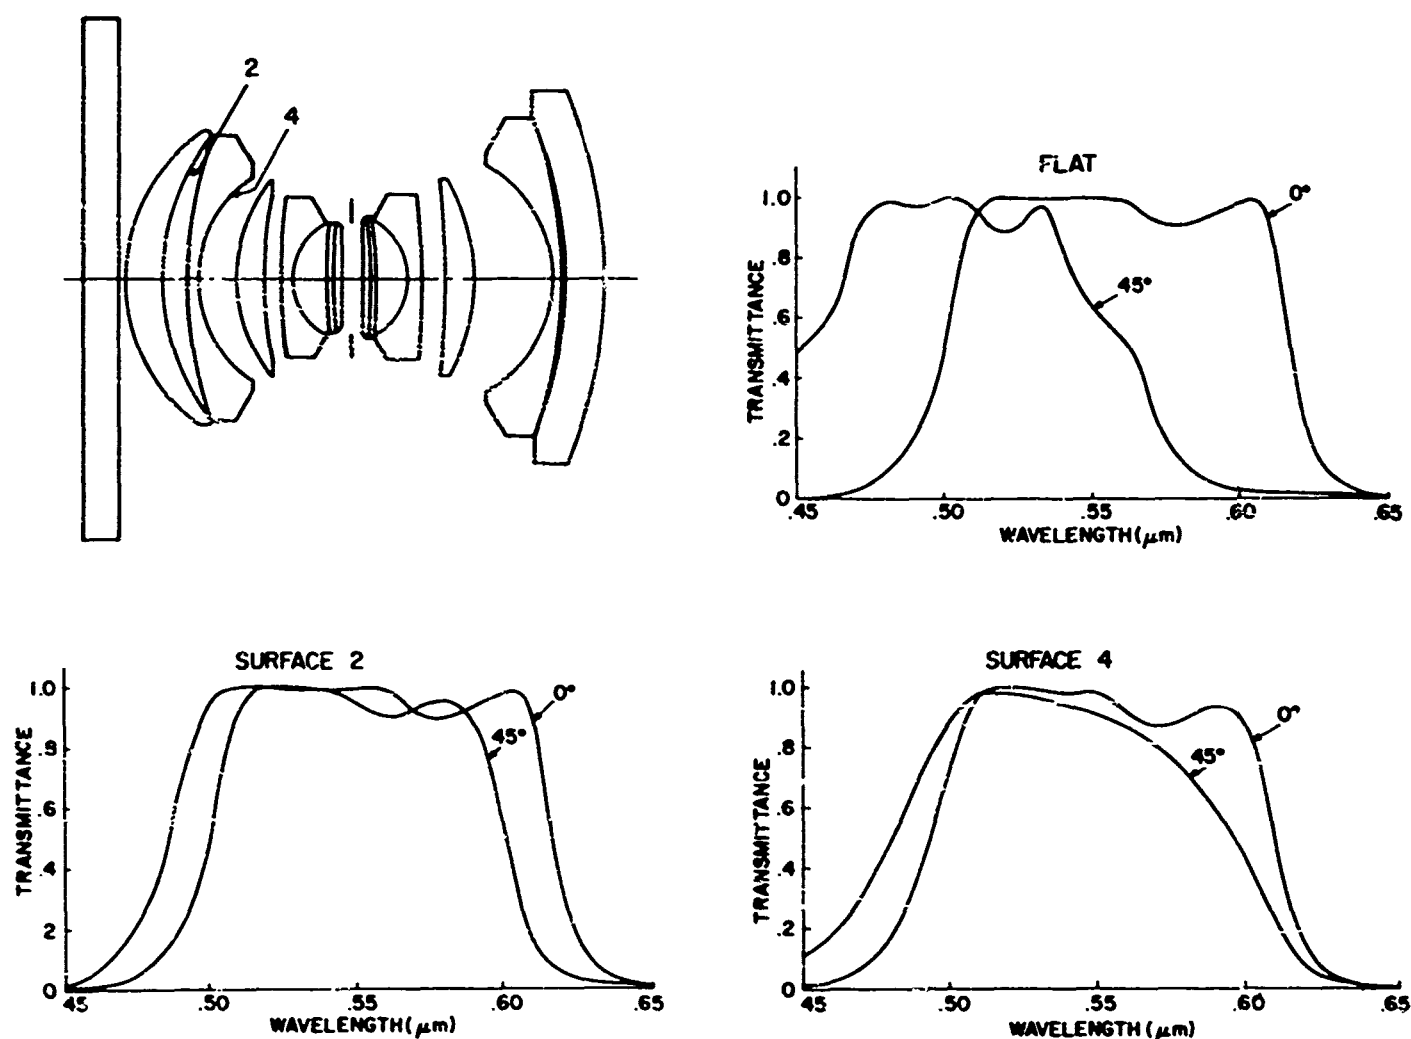 2
4
FLAT
1.0
.8
.6
.4
.2
0
TRANSMITTANCE
0°
45°
.45 .50 .55 .60 .65
WAVELENGTH (μm)
SURFACE 2
1.0
.8
.6
.4
2
0
TRANSMITTANCE
0°
45°
45 .50 .55 .60 .65
WAVELENGTH (μm)
SURFACE 4
1.0
.8
.6
.4
.2
0
TRANSMITTANCE
0°
45°
45 .50 .55 .60 .65
WAVELENGTH (μm)